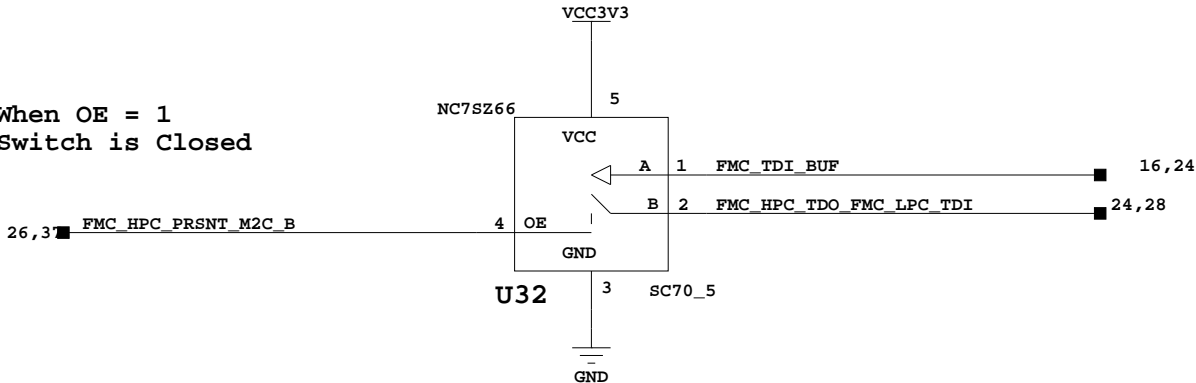 VCC3V3
5
NC7SZ66
When OE = 1
VCC
Switch is Closed
A 1 FMC_TDI_BUF 16,24
B 2 FMC_HPC_TDO_FMC_LPC_TDI 24,28
26,37 FMC_HPC_PRSNT_M2C_B 4 OE
GND
U32 3 SC70_5
GND